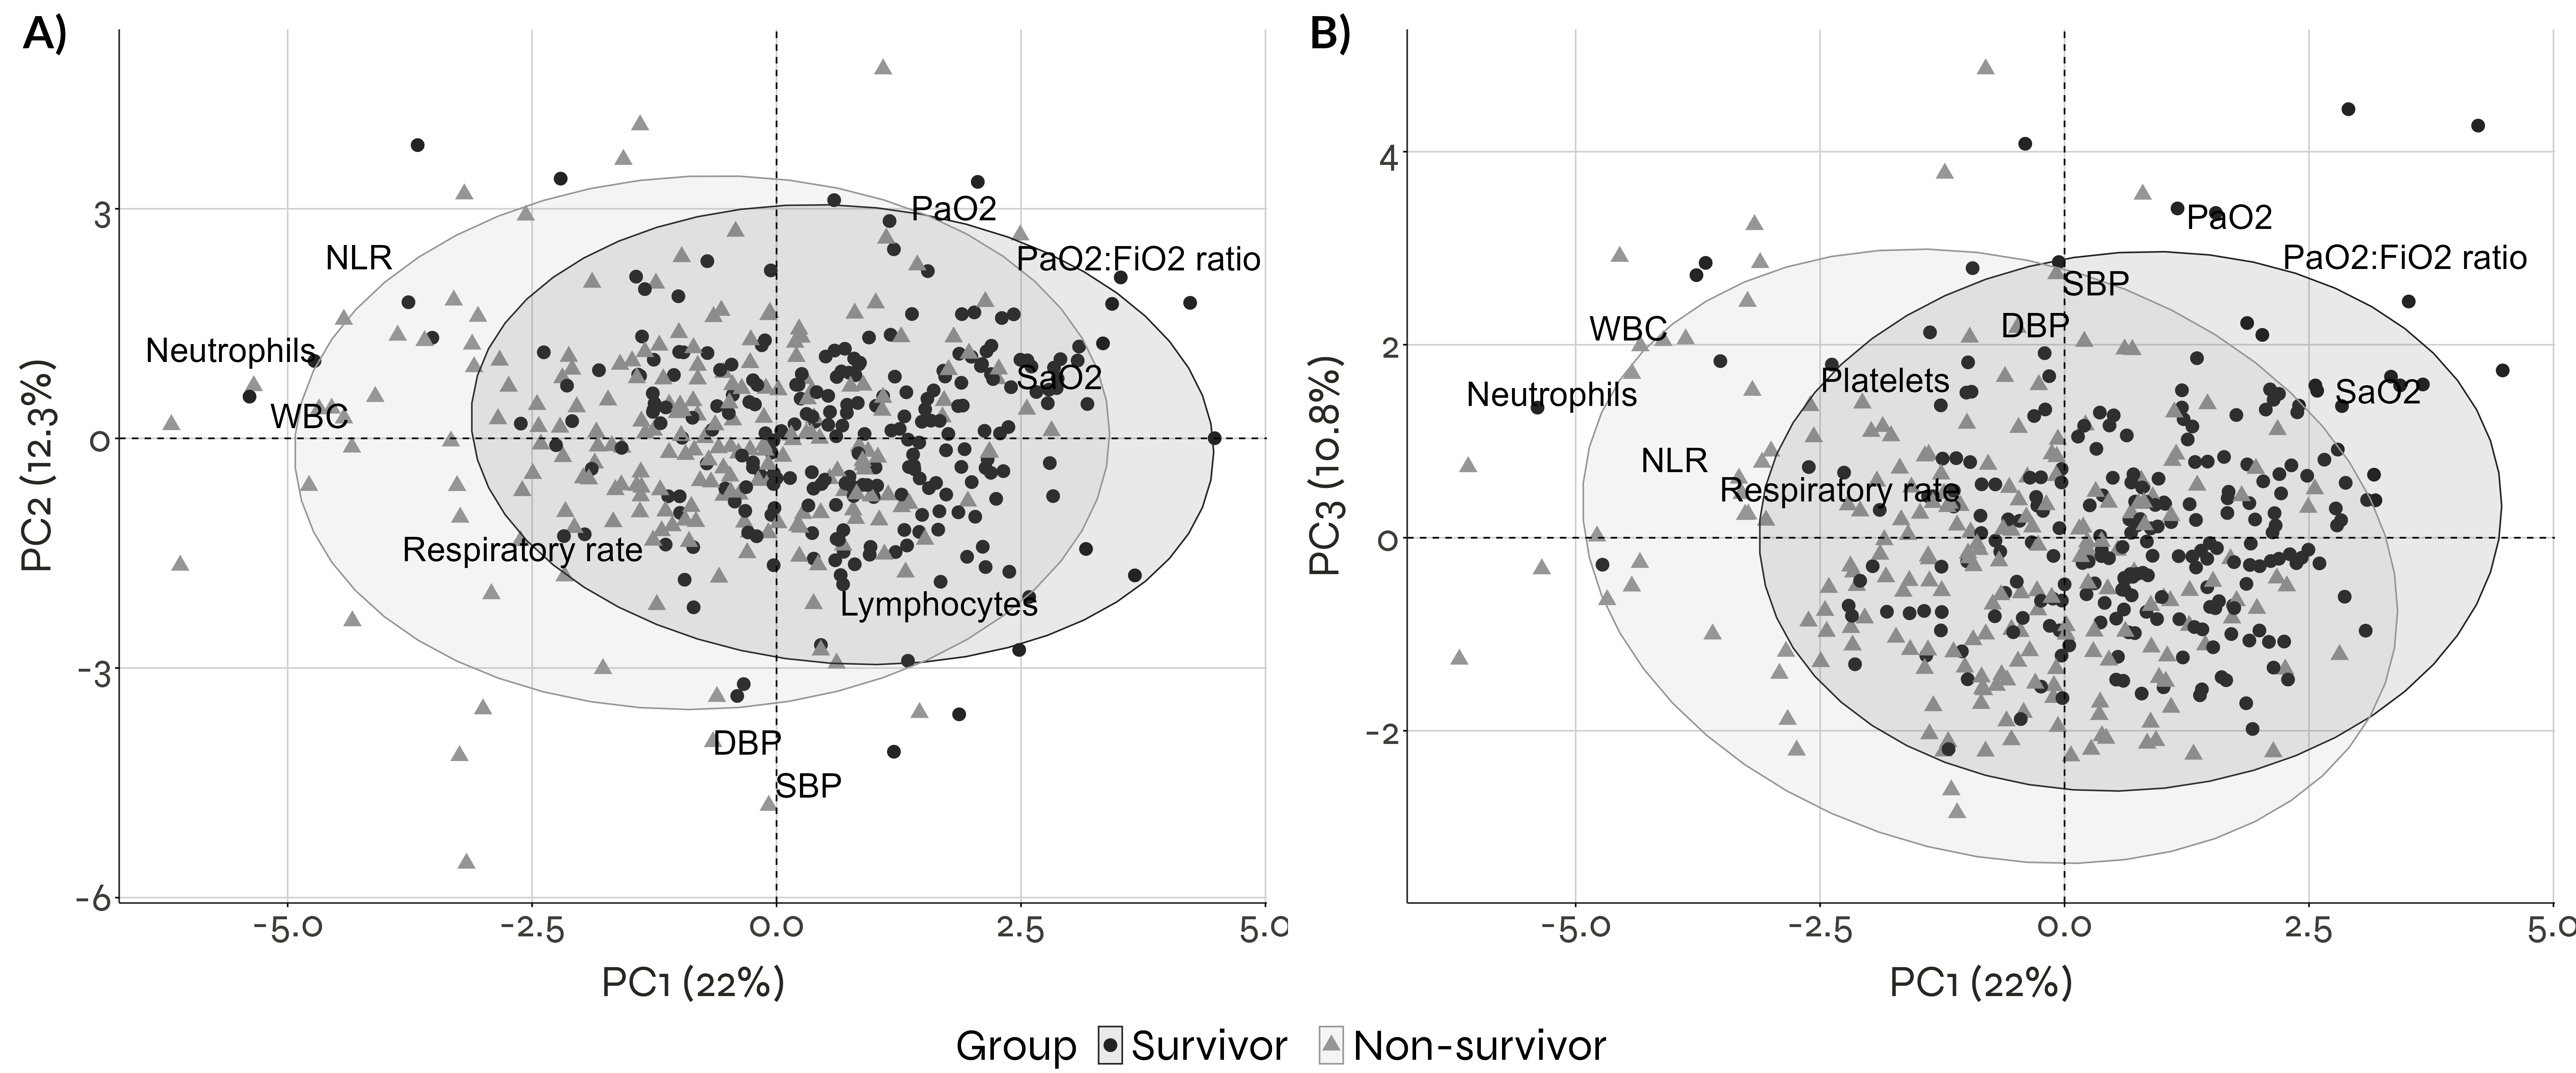 A)
B)
PC2 (12.3%)
3
0
-3
-6
PaO2
NLR
PaO2:FiO2 ratio
Neutrophils
SaO2
WBC
Respiratory rate
Lymphocytes
DBP
SBP
-5.0
-2.5
0.0
2.5
5.0
PC1 (22%)
PC3 (10.8%)
4
2
0
-2
PaO2
PaO2:FiO2 ratio
SBP
WBC
DBP
Platelets
Neutrophils
SaO2
NLR
Respiratory rate
-5.0
-2.5
0.0
2.5
5.0
PC1 (22%)
Group Survivor Non-survivor